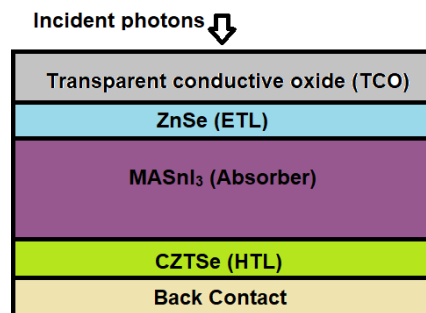 Incident photons
Transparent conductive oxide (TCO)
ZnSe (ETL)
MASnI₃ (Absorber)
CZTSe (HTL)
Back Contact